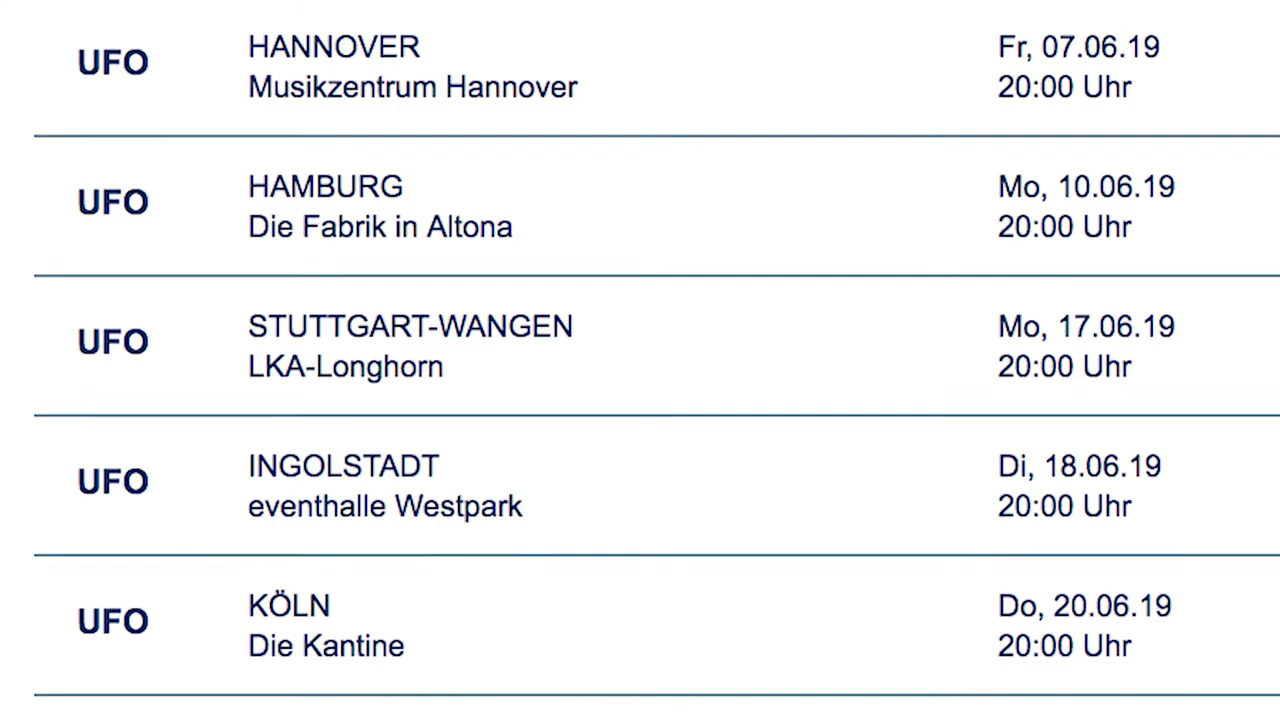 UFO
HANNOVER
Musikzentrum Hannover
Fr, 07.06.19
20:00 Uhr
UFO
HAMBURG
Die Fabrik in Altona
Mo, 10.06.19
20:00 Uhr
UFO
STUTTGART-WANGEN
LKA-Longhorn
Mo, 17.06.19
20:00 Uhr
UFO
INGOLSTADT
eventhalle Westpark
Di, 18.06.19
20:00 Uhr
UFO
KÖLN
Die Kantine
Do, 20.06.19
20:00 Uhr